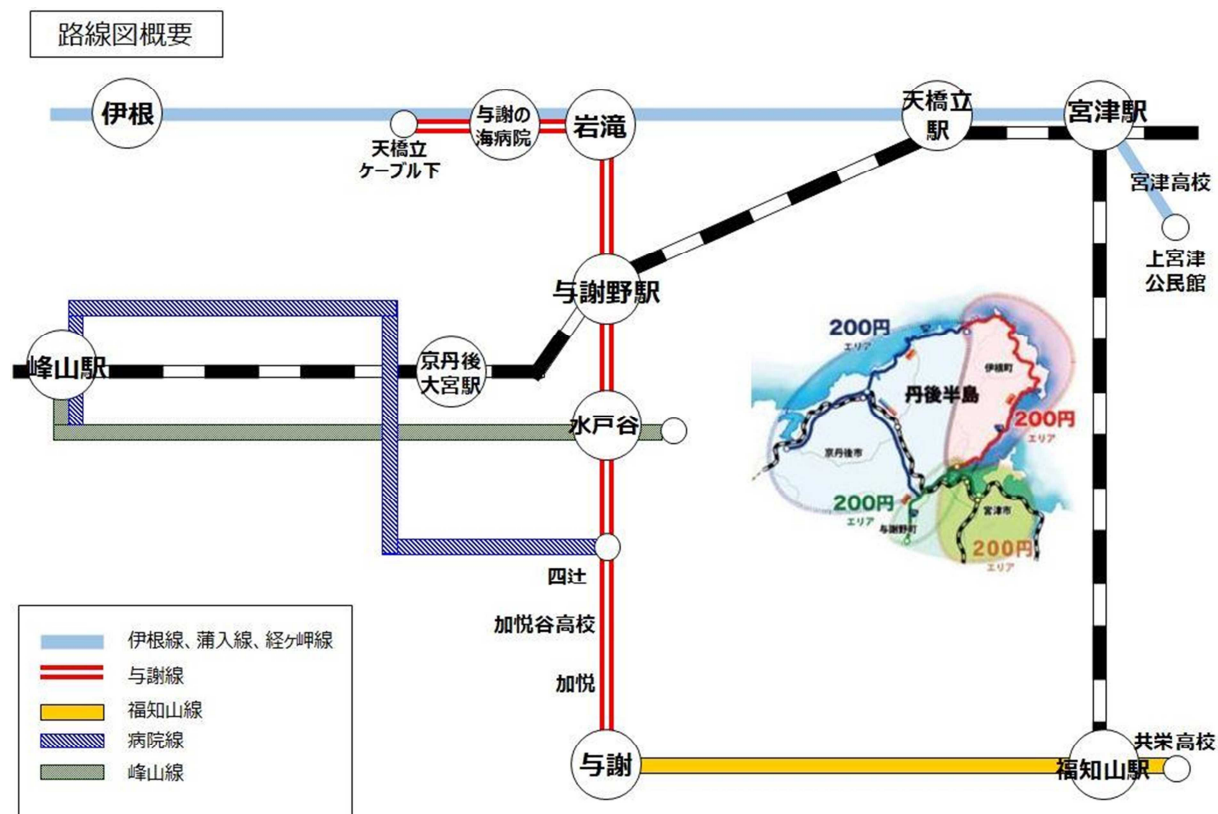 路線図概要
伊根
与謝の
海病院
岩滝
天橋立
駅
宮津駅
天橋立
ケーブル下
宮津高校
上宮津
公民館
与謝野駅
峰山駅
京丹後
大宮駅
水戸谷
200円
エリア
伊根町
丹後半島
200円
エリア
京丹後市
200円
エリア
与謝野町
宮津市
200円
エリア
四辻
加悦谷高校
加悦
与謝
福知山駅
共栄高校
伊根線、蒲入線、経ヶ岬線
与謝線
福知山線
病院線
峰山線